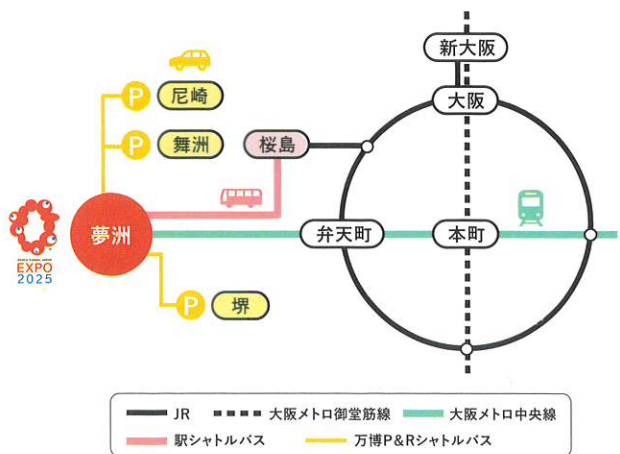 新大阪
P 尼崎
大阪
P 舞洲
桜島
夢洲
弁天町
本町
EXPO
2025
P 堺
JR
大阪メトロ御堂筋線
大阪メトロ中央線
駅シャトルバス
万博P&Rシャトルバス